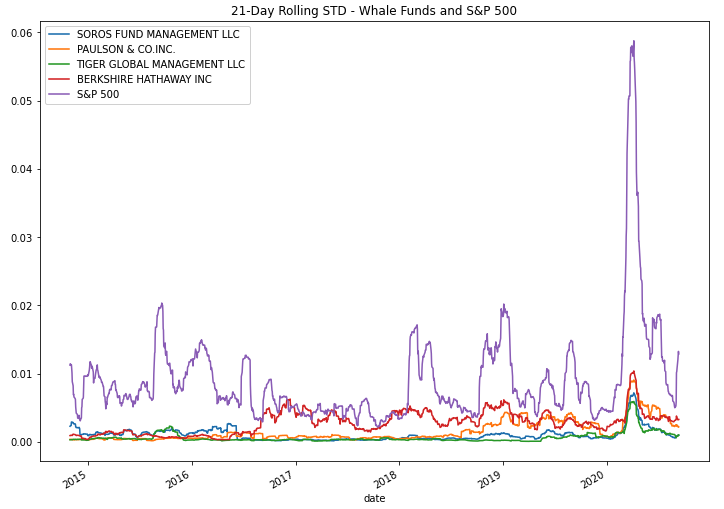 21-Day Rolling STD - Whale Funds and S&P 500
0.06
0.05
0.04
0.03
0.02
0.01
0.00
SOROS FUND MANAGEMENT LLC
PAULSON & CO.INC.
TIGER GLOBAL MANAGEMENT LLC
BERKSHIRE HATHAWAY INC
S&P 500
2015
2016
2017
2018
2019
2020
date